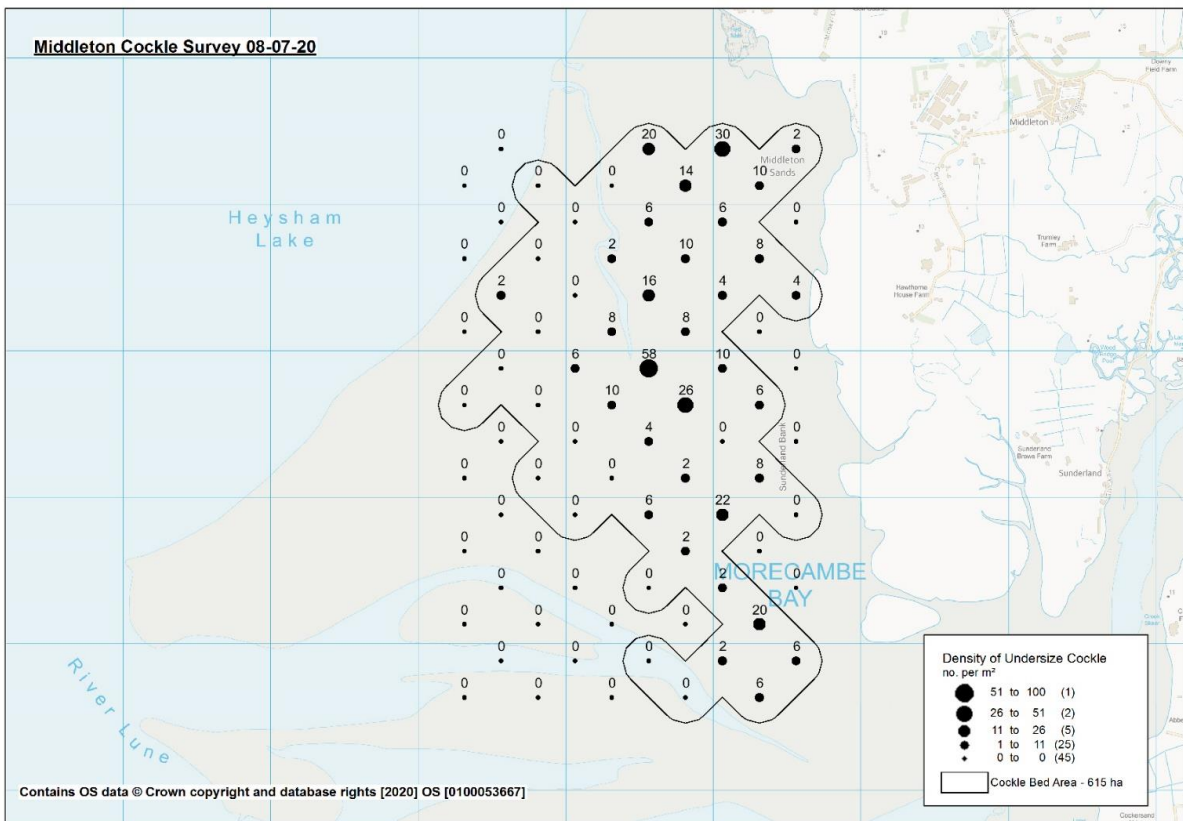 Middleton Cockle Survey 08-07-20
0 20 30 2
Middleton
Sands
0 0 0 14 10
0 0 6 6 0
Heysham
Lake
0 0 2 10 8
2 0 16 4 4
0 0 8 8 0
0 6 58 10 0
0 0 10 26 6
0 0 4 0 0
Sunderland Bank
0 0 0 2 8
0 0 6 22 0
0 0 2 0
MORECAMBE
BAY
0 0 0 2 0
0 0 0 0 20
0 0 0 2 6
0 0 0 0 6
River Lune
Middleton
Downy
Field Farm
Trumley
Farm
Hawthorne
House Farm
Sunderland
Brows Farm
Sunderland
Cockersand
Density of Undersize Cockle
no. per m²
51 to 100 (1)
26 to 51 (2)
11 to 26 (5)
1 to 11 (25)
0 to 0 (45)
Cockle Bed Area - 615 ha
Contains OS data © Crown copyright and database rights [2020] OS [0100053667]